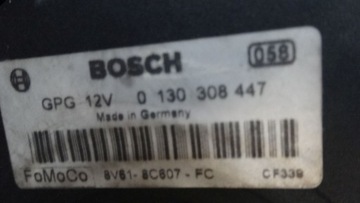 BOSCH 058
GPG 12V 0 130 308 447
Made in Germany
FoMoCo 8V61-8C607-FC CF339